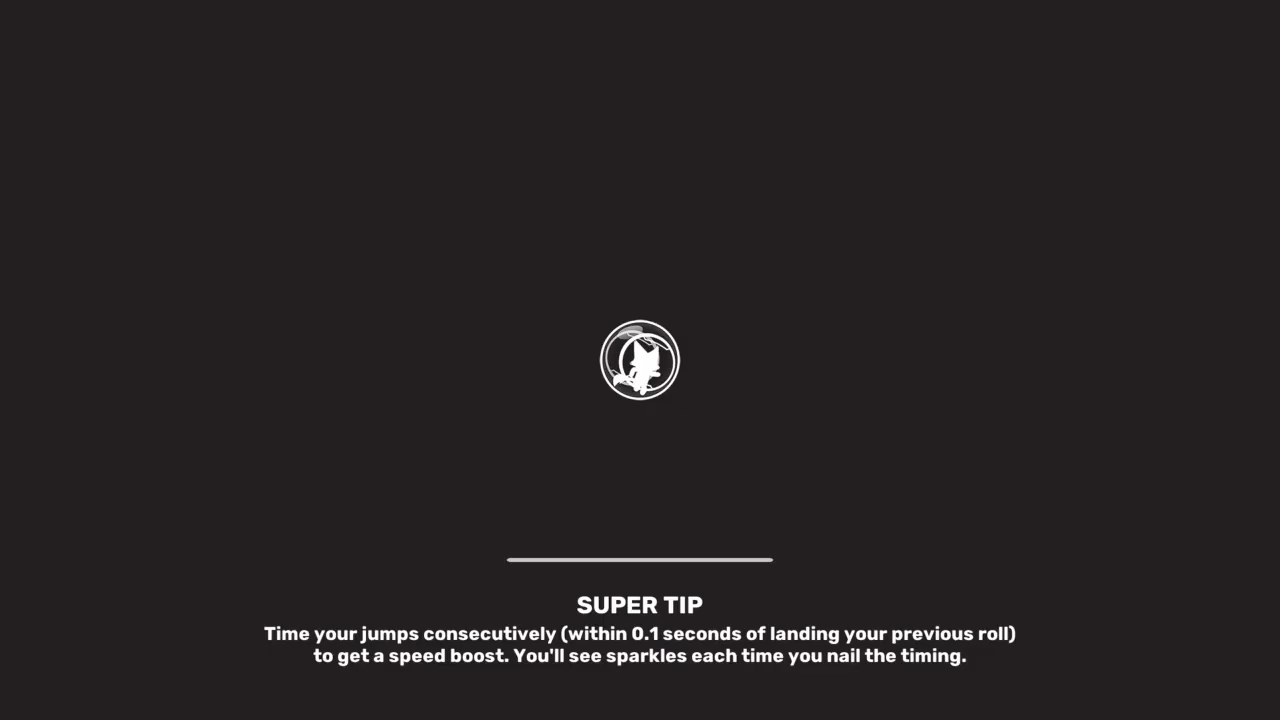 SUPER TIP
Time your jumps consecutively (within 0.1 seconds of landing your previous roll)
to get a speed boost. You'll see sparkles each time you nail the timing.